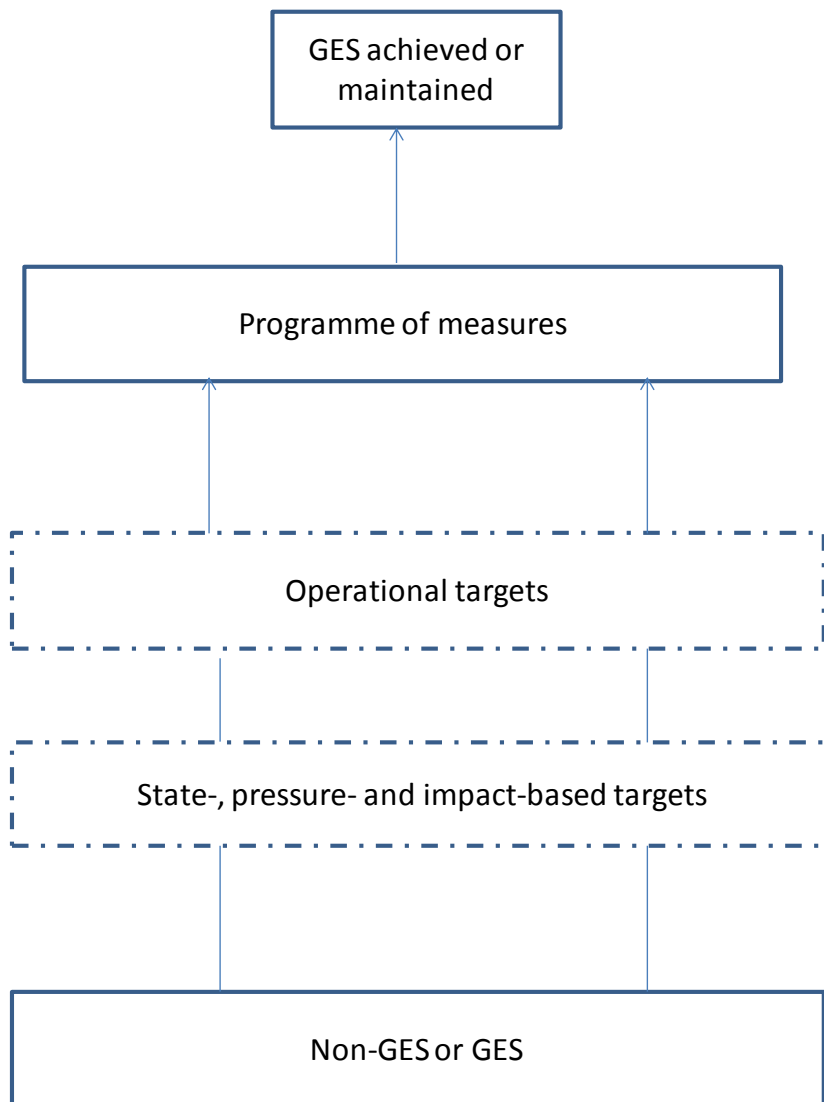 GES achieved or
maintained
Programme of measures
Operational targets
State-, pressure- and impact-based targets
Non-GES or GES